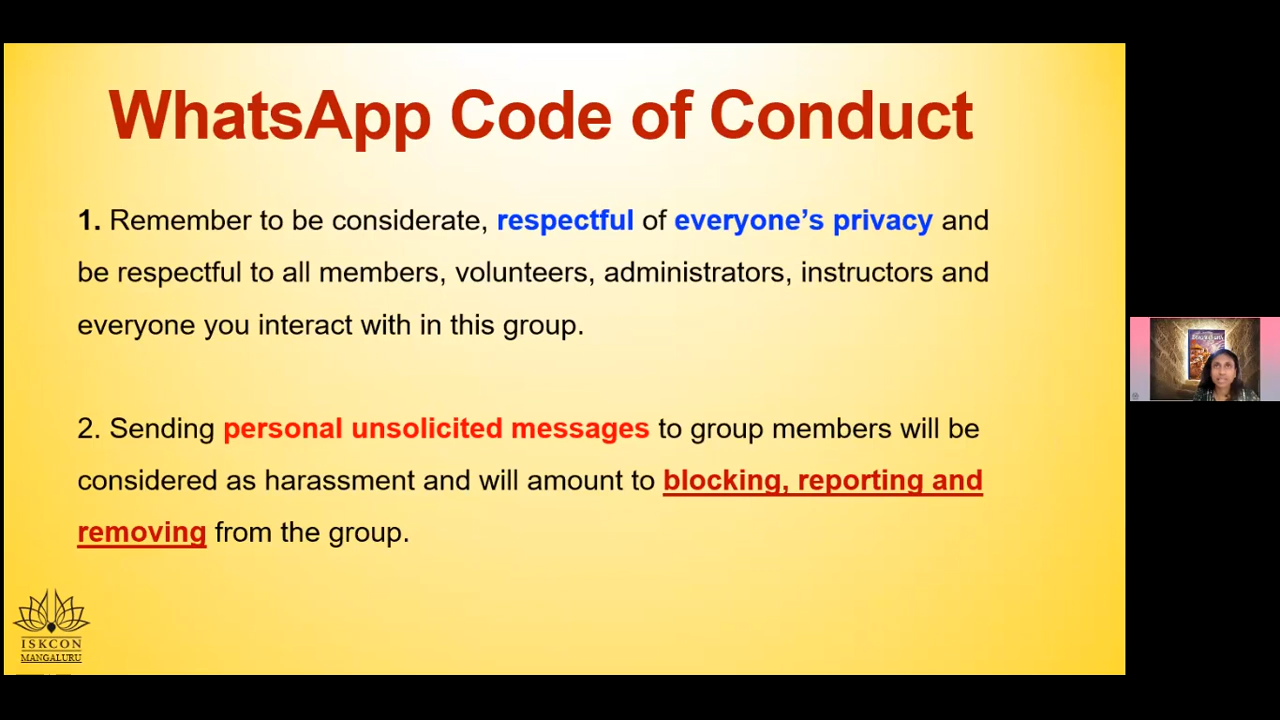 WhatsApp Code of Conduct
1. Remember to be considerate, respectful of everyone’s privacy and
be respectful to all members, volunteers, administrators, instructors and
everyone you interact with in this group.
2. Sending personal unsolicited messages to group members will be
considered as harassment and will amount to blocking, reporting and
removing from the group.
ISKCON
MANGALURU